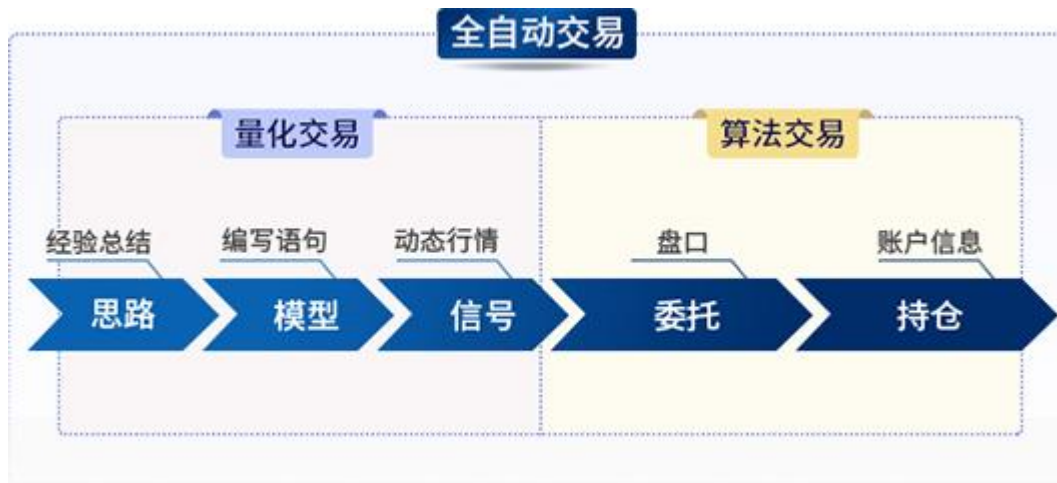 全自动交易
量化交易
算法交易
经验总结
编写语句
动态行情
盘口
账户信息
思路
模型
信号
委托
持仓